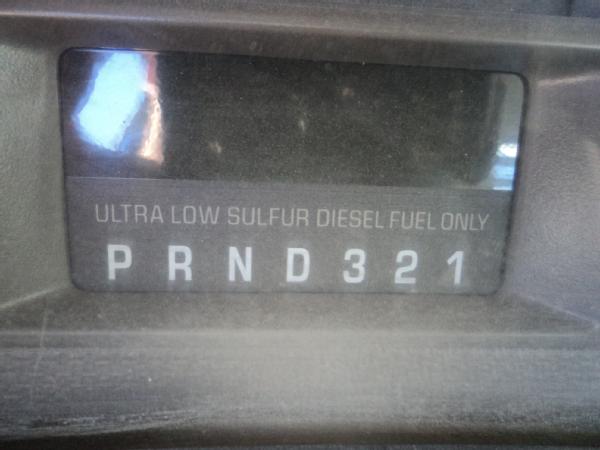 ULTRA LOW SULFUR DIESEL FUEL ONLY
P R N D 3 2 1